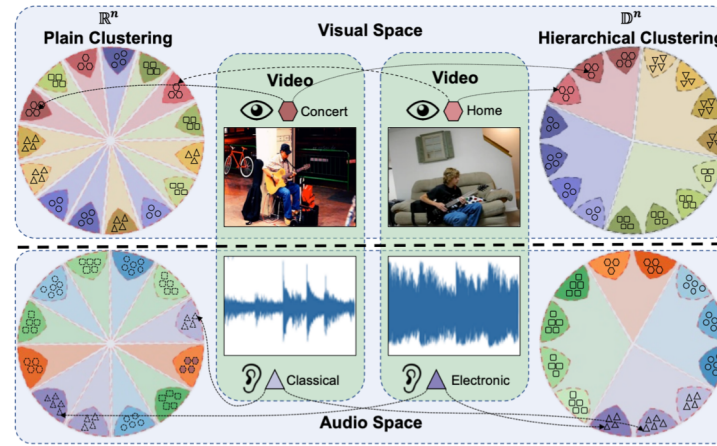 ℝⁿ
Plain Clustering
Visual Space
𝔻ⁿ
Hierarchical Clustering
Video
Concert
Video
Home
Classical
Electronic
Audio Space